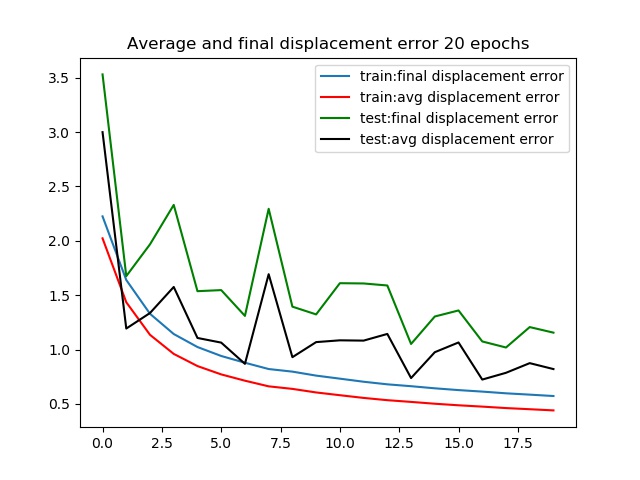 Average and final displacement error 20 epochs
train:final displacement error
train:avg displacement error
test:final displacement error
test:avg displacement error
3.5
3.0
2.5
2.0
1.5
1.0
0.5
0.0 2.5 5.0 7.5 10.0 12.5 15.0 17.5